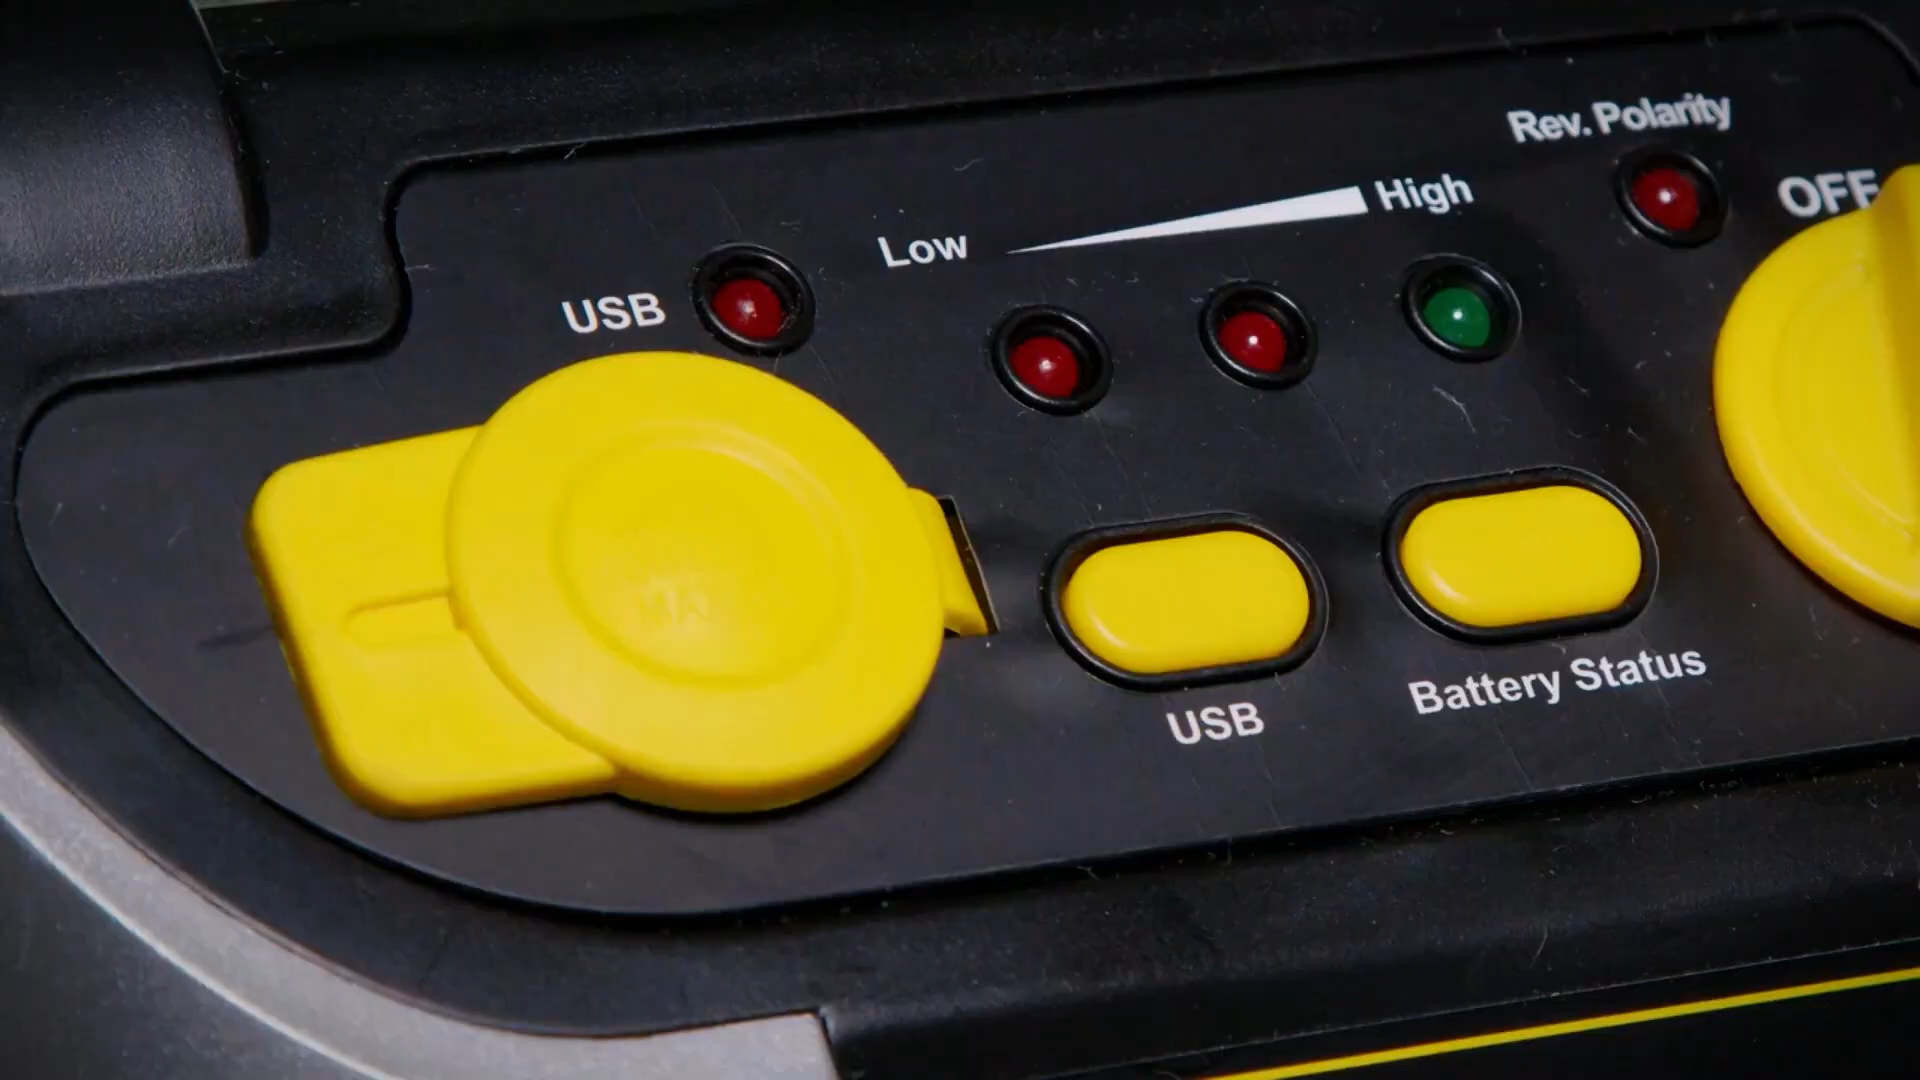 Rev. Polarity
OFF
Low
High
USB
USB
Battery Status